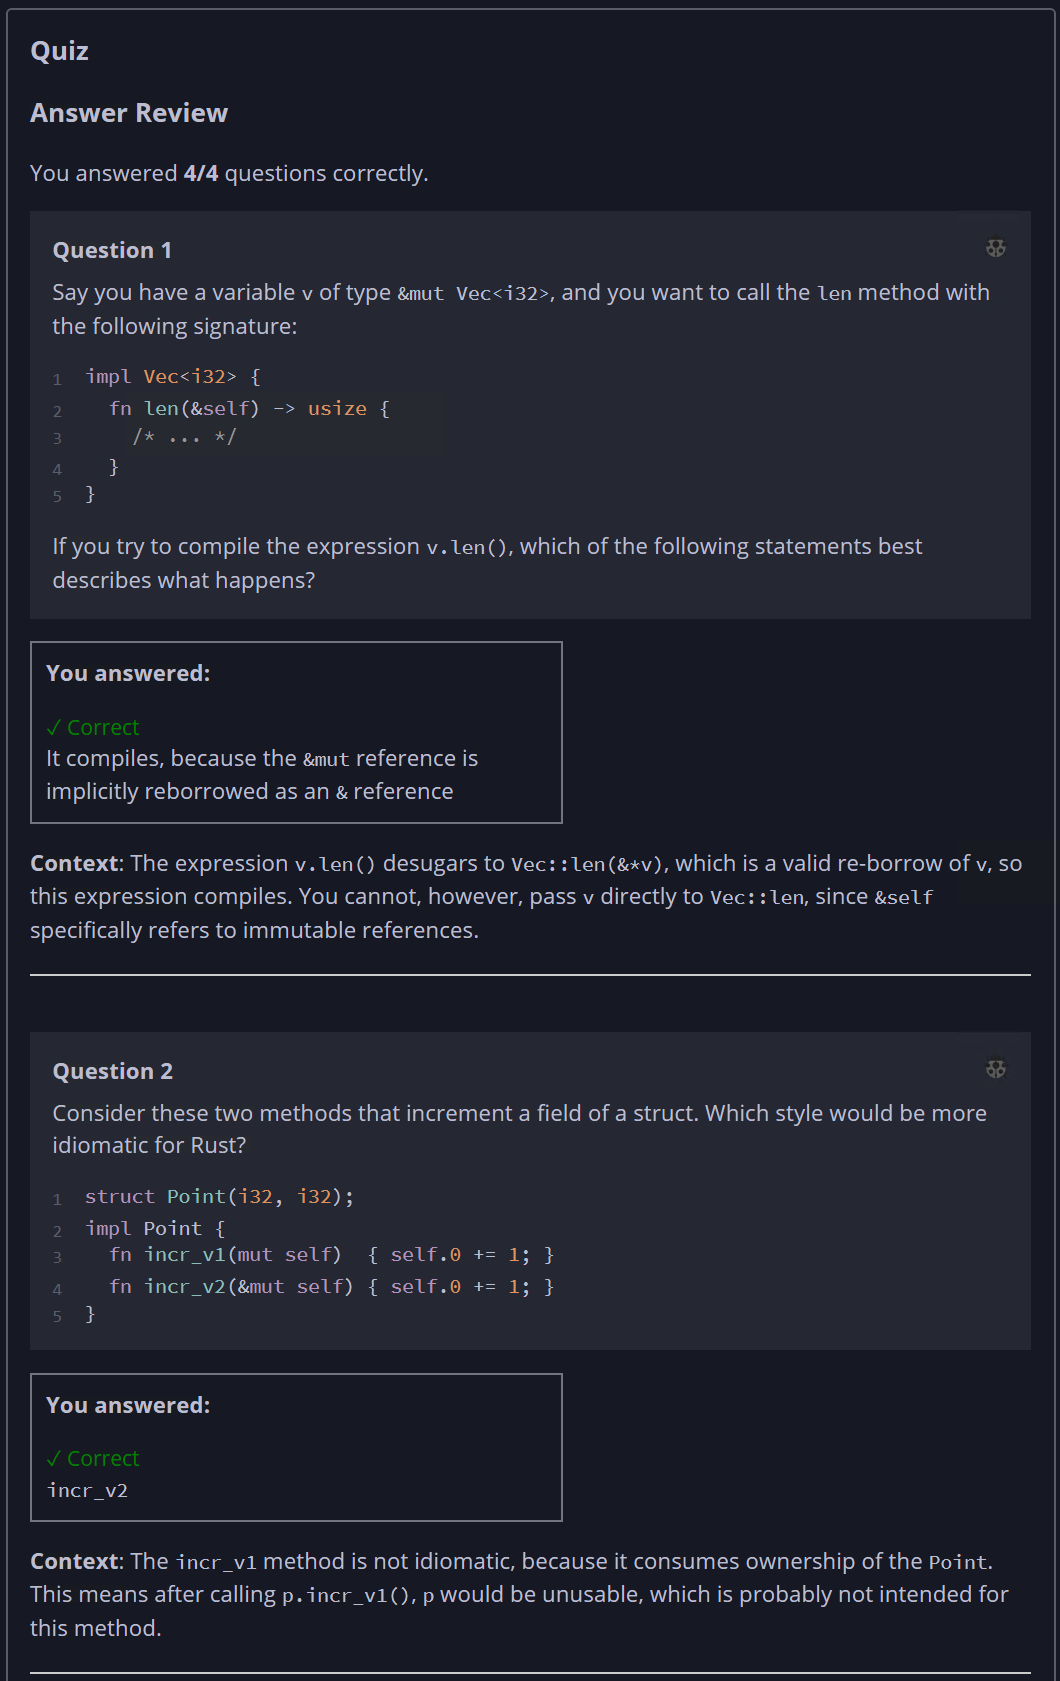 Quiz
Answer Review
You answered 4/4 questions correctly.
Question 1
Say you have a variable v of type &mut Vec<i32>, and you want to call the len method with
the following signature:
1 impl Vec<i32> {
2   fn len(&self) -> usize {
3     /* ... */
4   }
5 }
If you try to compile the expression v.len(), which of the following statements best
describes what happens?
You answered:
✓ Correct
It compiles, because the &mut reference is
implicitly reborrowed as an & reference
Context: The expression v.len() desugars to Vec::len(&*v), which is a valid re-borrow of v, so
this expression compiles. You cannot, however, pass v directly to Vec::len, since &self
specifically refers to immutable references.
Question 2
Consider these two methods that increment a field of a struct. Which style would be more
idiomatic for Rust?
1 struct Point(i32, i32);
2 impl Point {
3   fn incr_v1(mut self)  { self.0 += 1; }
4   fn incr_v2(&mut self) { self.0 += 1; }
5 }
You answered:
✓ Correct
incr_v2
Context: The incr_v1 method is not idiomatic, because it consumes ownership of the Point.
This means after calling p.incr_v1(), p would be unusable, which is probably not intended for
this method.